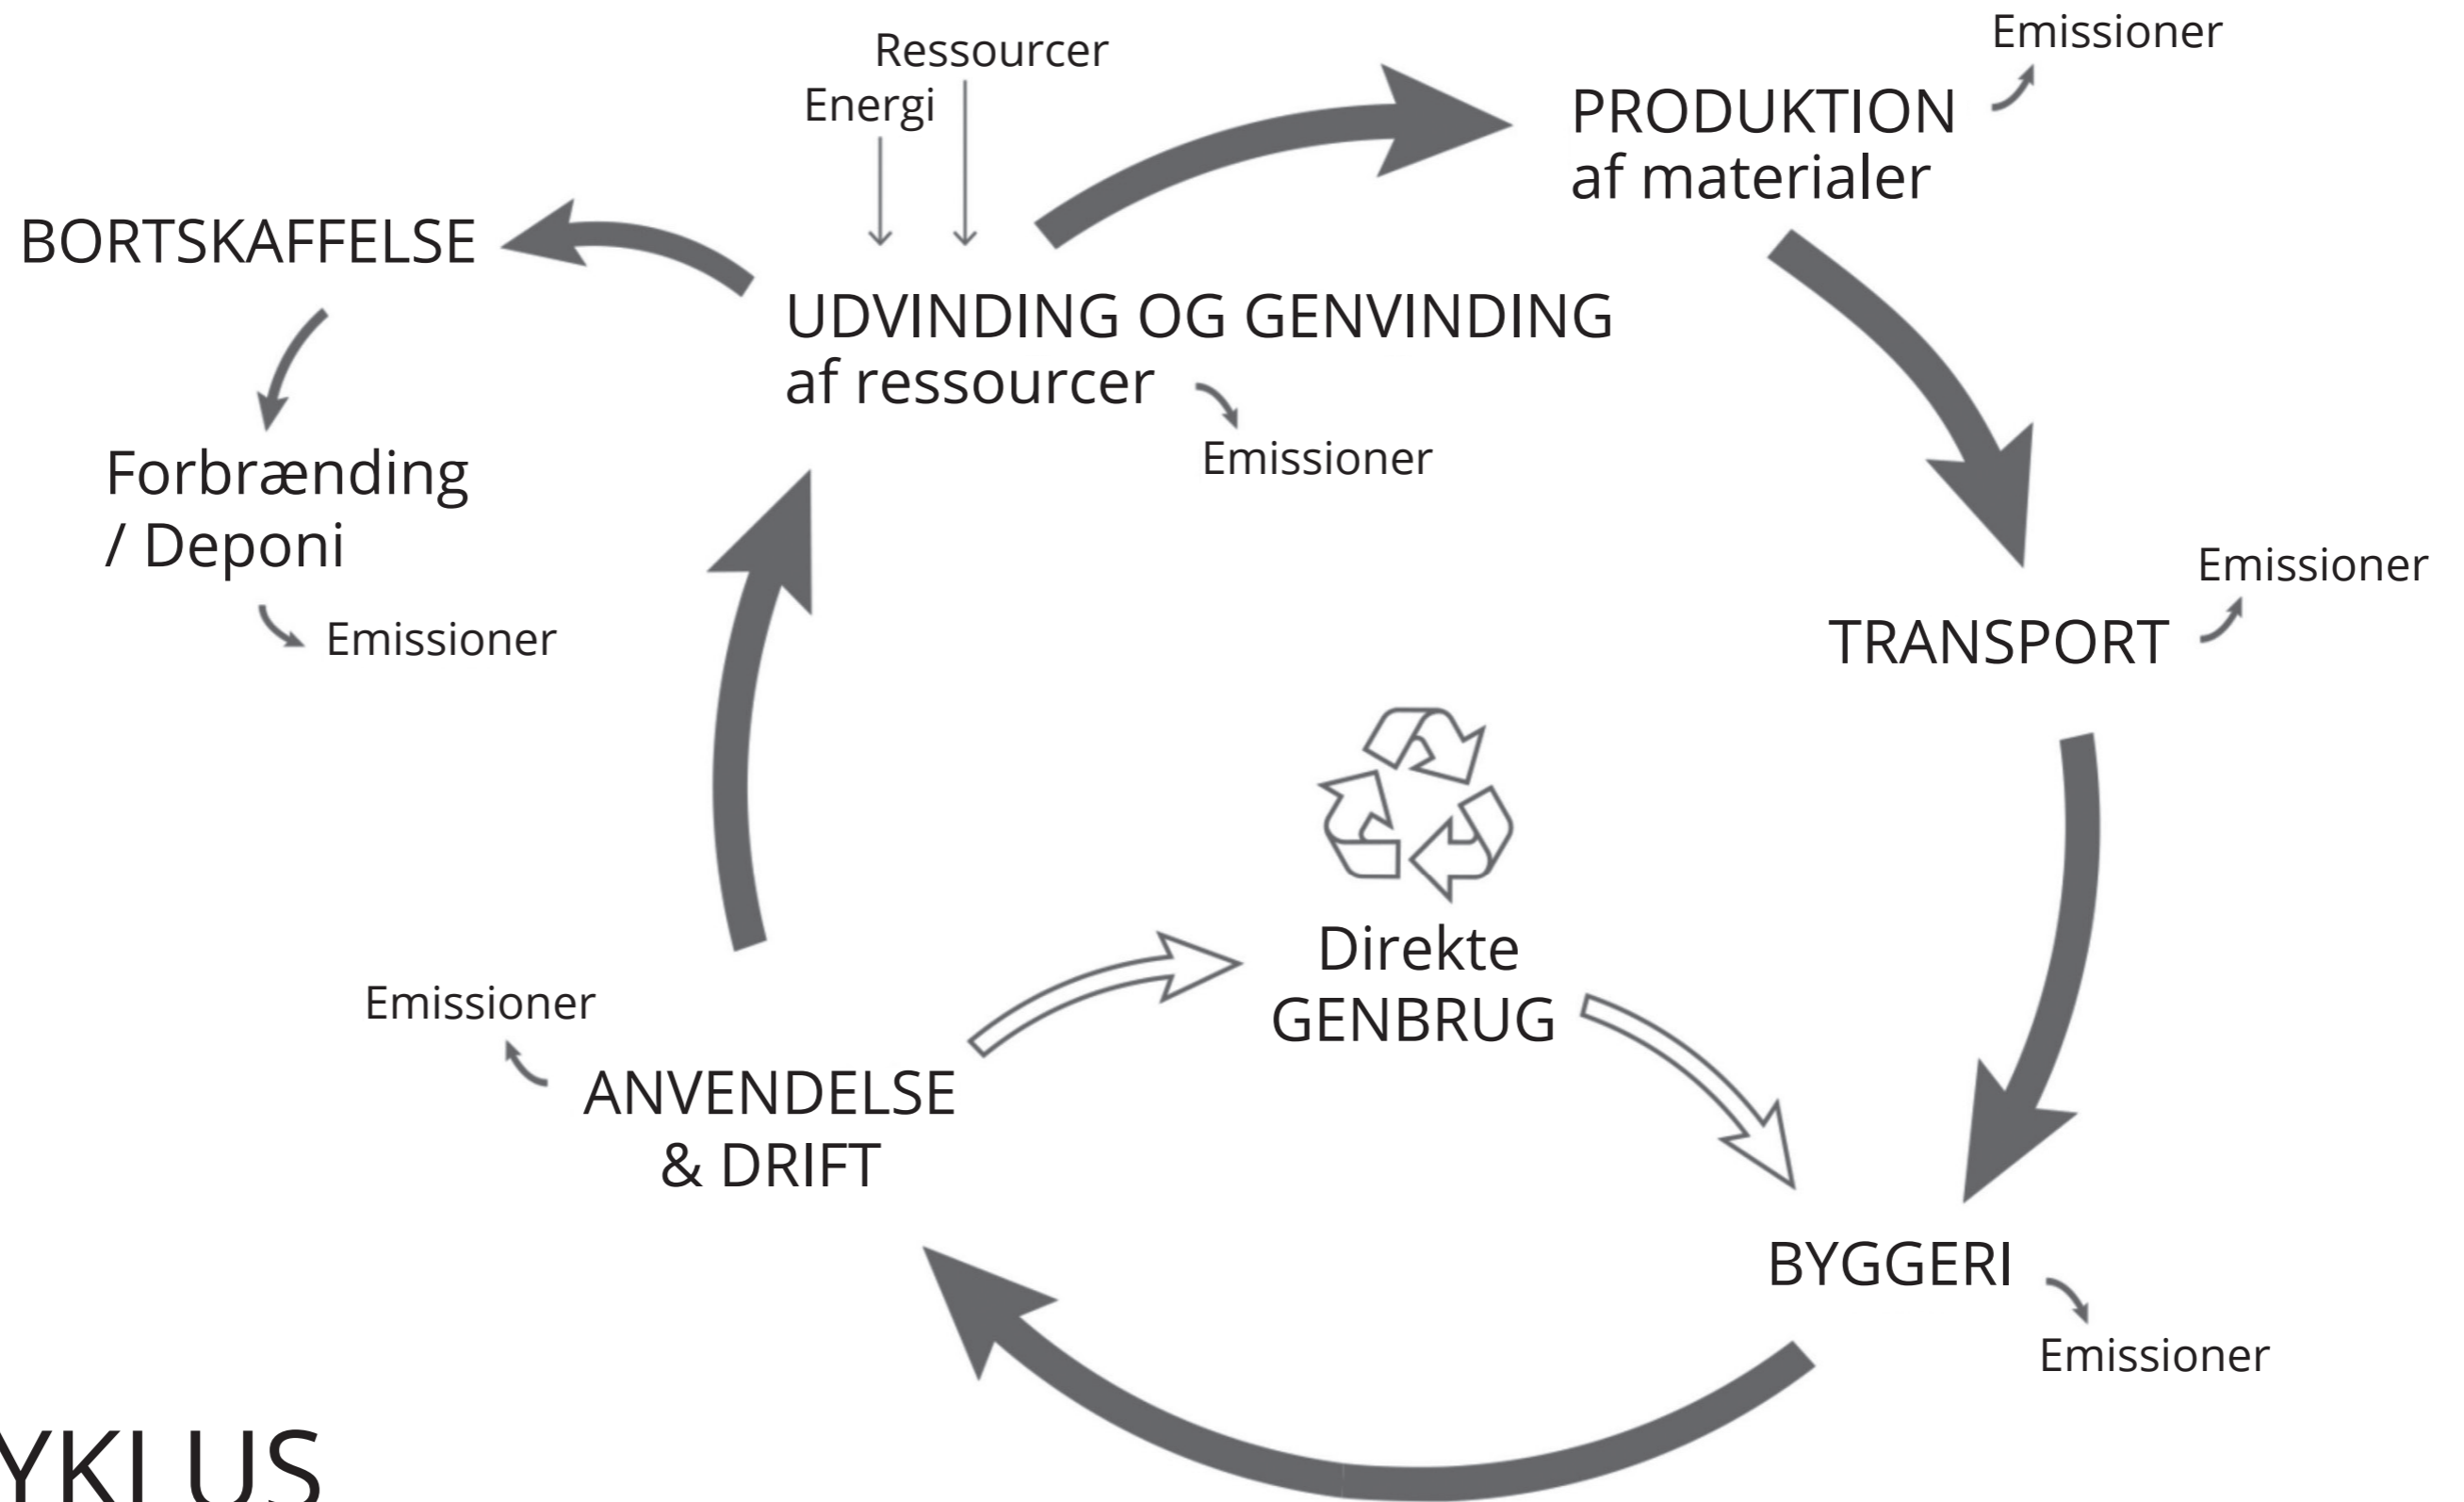 Ressourcer
Energi
Emissioner
PRODUKTION
af materialer
BORTSKAFFELSE
UDVINDING OG GENVINDING
af ressourcer
Emissioner
Forbrænding
/ Deponi
Emissioner
Emissioner
TRANSPORT
Direkte
GENBRUG
Emissioner
ANVENDELSE
& DRIFT
BYGGERI
Emissioner